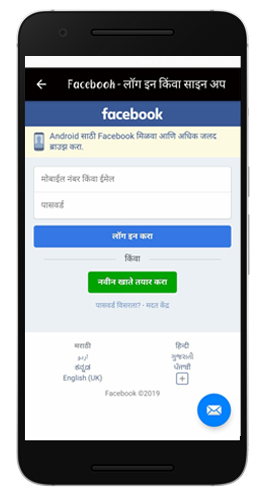 Facebook - लॉग इन किंवा साइन अप
facebook
Android साठी Facebook मिळवा आणि अधिक जलद
ब्राउझ करा.
मोबाईल नंबर किंवा ईमेल
पासवर्ड
लॉग इन करा
किंवा
नवीन खाते तयार करा
पासवर्ड विसरला? · मदत केंद्र
मराठी
हिन्दी
اردو
ગુજરાતી
ಕನ್ನಡ
ਪੰਜਾਬੀ
English (UK)
Facebook ©2019